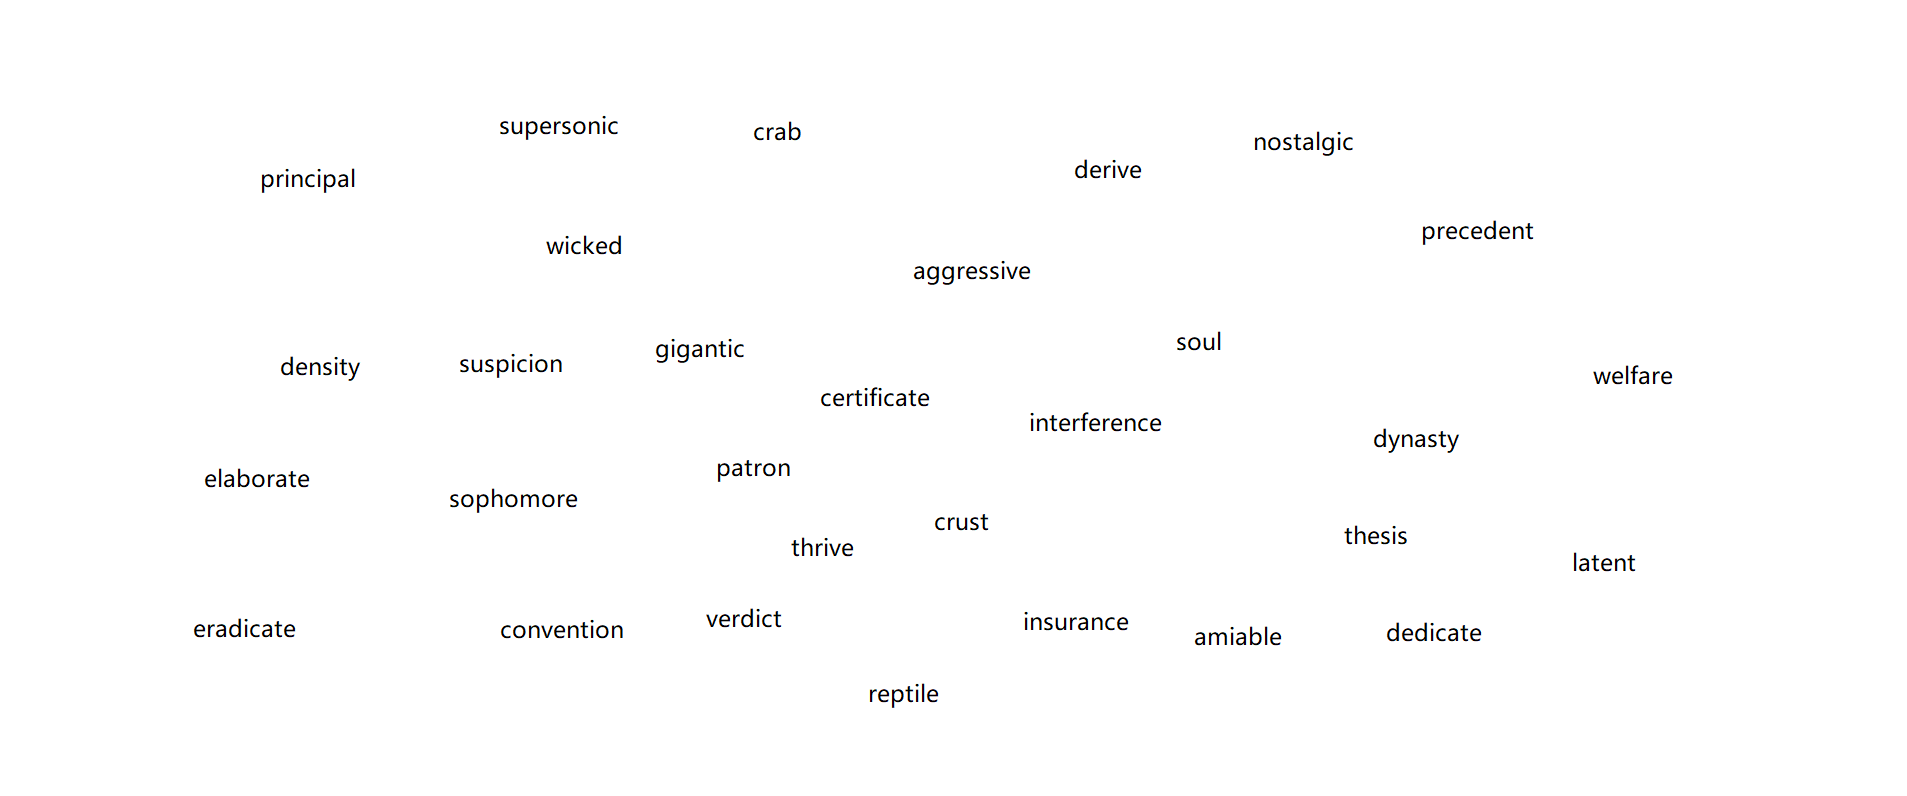 supersonic
crab
nostalgic
derive
principal
precedent
wicked
aggressive
soul
gigantic
suspicion
density
welfare
certificate
interference
dynasty
patron
elaborate
sophomore
crust
thesis
thrive
latent
verdict
insurance
eradicate
convention
dedicate
amiable
reptile